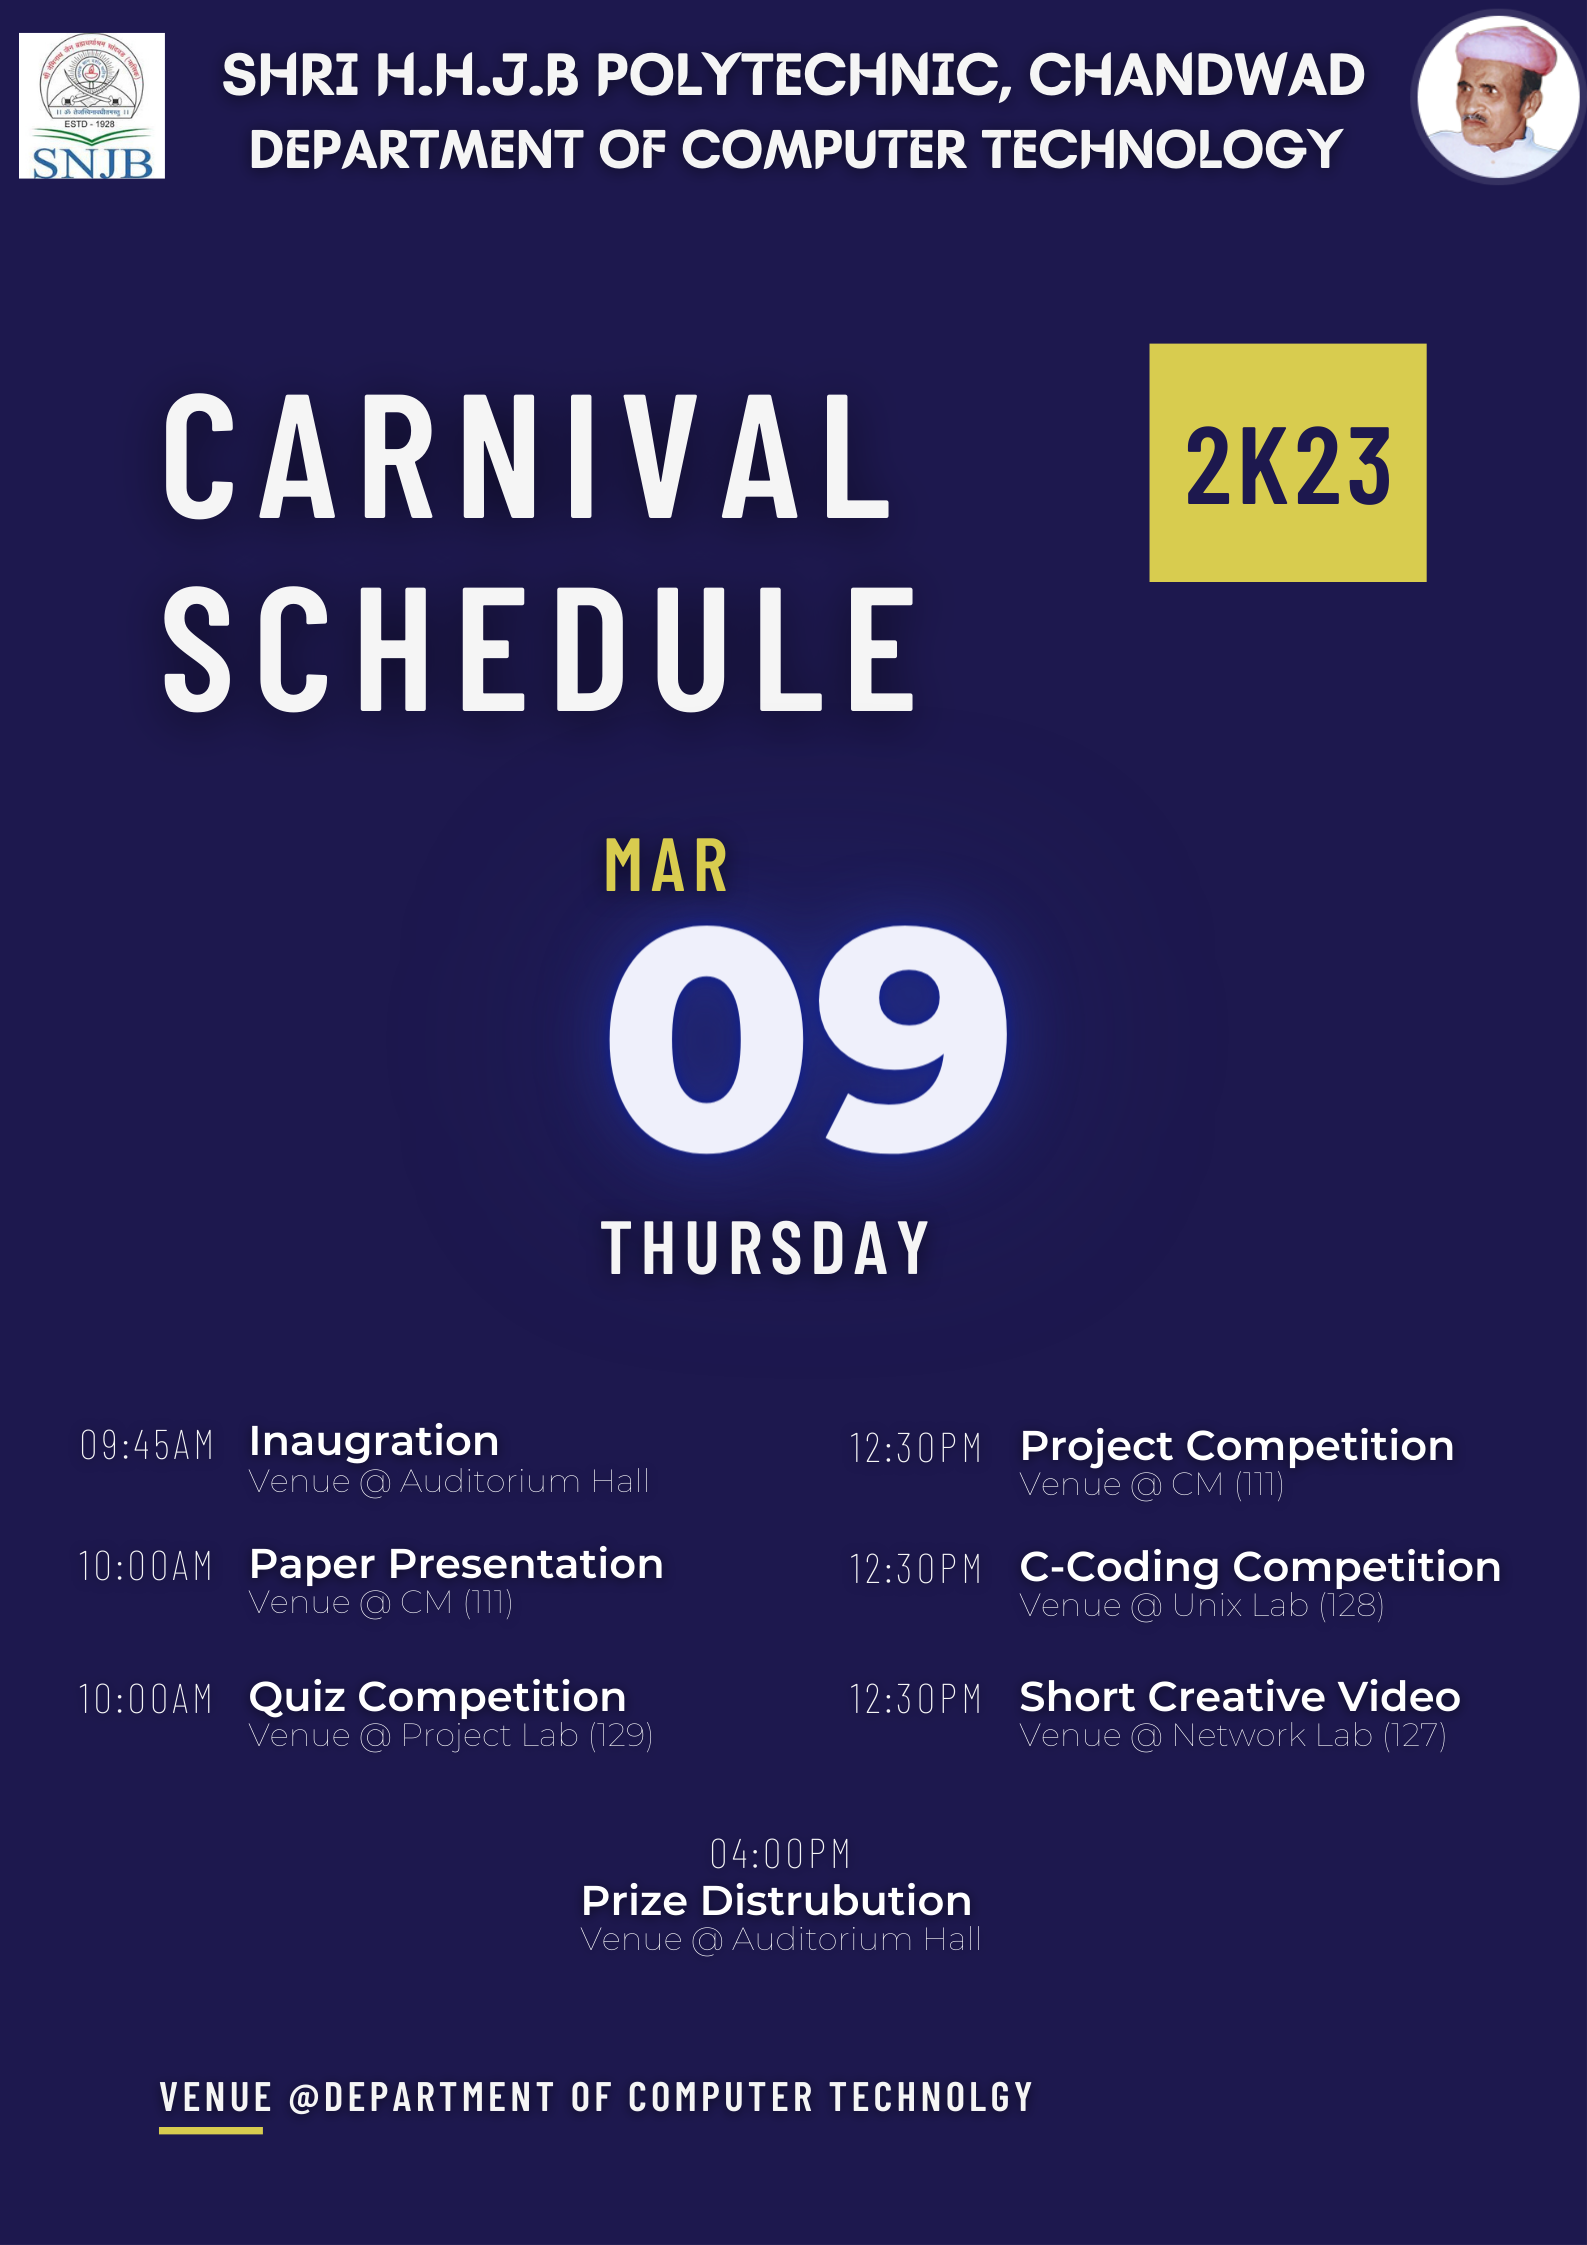 SHRI H.H.J.B POLYTECHNIC, CHANDWAD
DEPARTMENT OF COMPUTER TECHNOLOGY
ESTD - 1928
SNJB
CARNIVAL
SCHEDULE
2K23
MAR
09
THURSDAY
09:45AM Inaugration
Venue @ Auditorium Hall
10:00AM Paper Presentation
Venue @ CM (111)
10:00AM Quiz Competition
Venue @ Project Lab (129)
12:30PM Project Competition
Venue @ CM (111)
12:30PM C-Coding Competition
Venue @ Unix Lab (128)
12:30PM Short Creative Video
Venue @ Network Lab (127)
04:00PM
Prize Distrubution
Venue @ Auditorium Hall
VENUE @DEPARTMENT OF COMPUTER TECHNOLGY